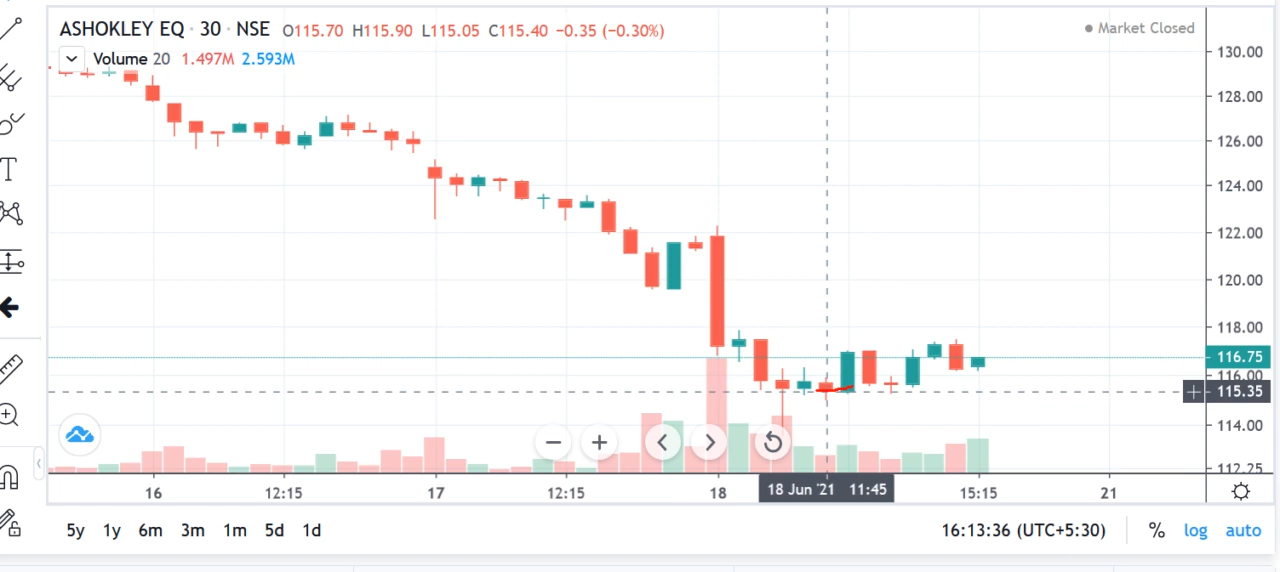 ASHOKLEY EQ · 30 · NSE O115.70 H115.90 L115.05 C115.40 −0.35 (−0.30%)
Market Closed
Volume 20 1.497M 2.593M
130.00
128.00
126.00
124.00
122.00
120.00
118.00
116.75
116.00
115.35
114.00
112.75
16 12:15 17 12:15 18 18 Jun '21 11:45 15:15 21
5y 1y 6m 3m 1m 5d 1d 16:13:36 (UTC+5:30) % log auto